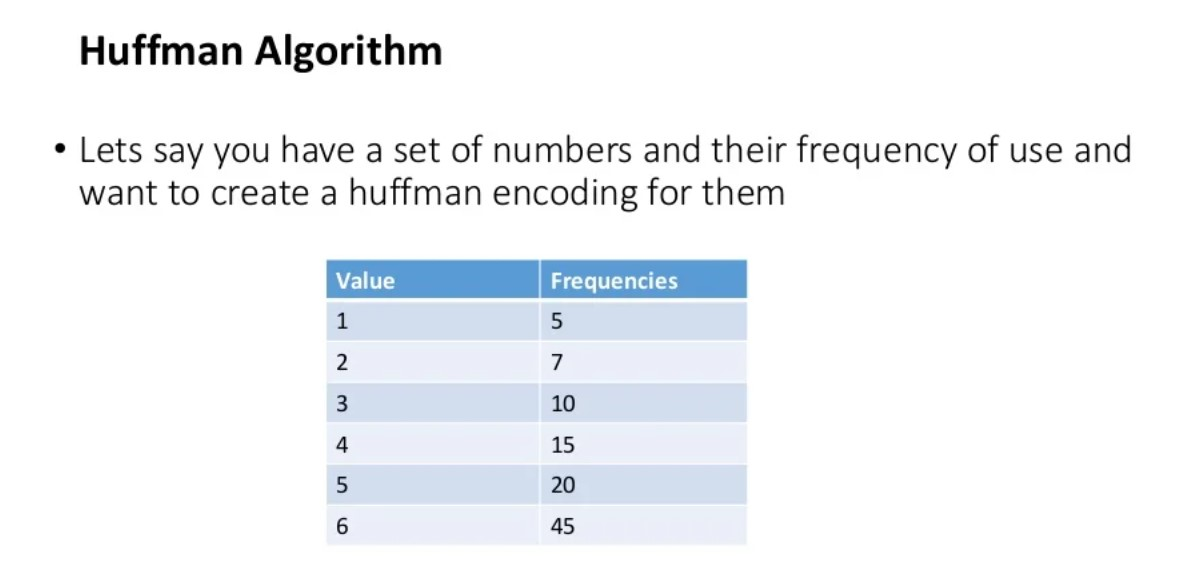 Huffman Algorithm
• Lets say you have a set of numbers and their frequency of use and
want to create a huffman encoding for them
Value Frequencies
1 5
2 7
3 10
4 15
5 20
6 45